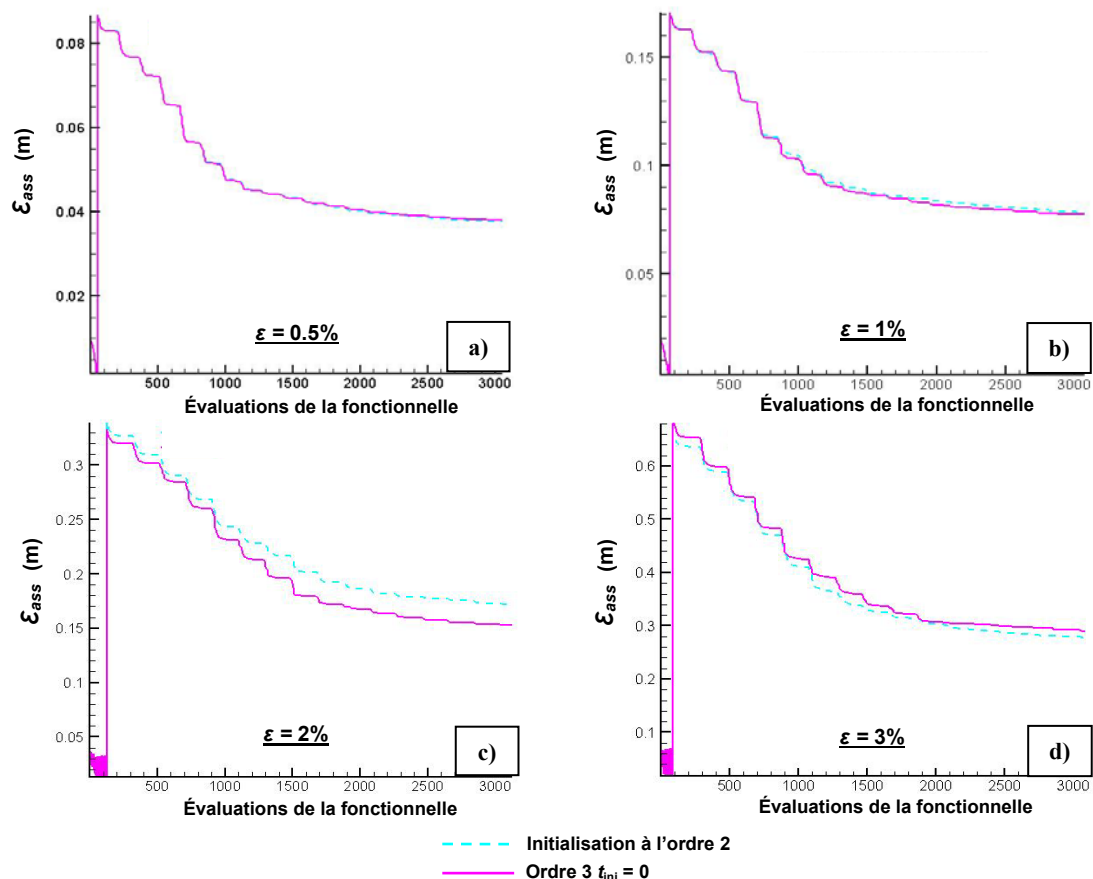 0.08
0.06
0.04
0.02
ε_ass (m)
ε = 0.5%
a)
500 1000 1500 2000 2500 3000
Évaluations de la fonctionnelle
0.15
0.1
0.05
ε_ass (m)
ε = 1%
b)
500 1000 1500 2000 2500 3000
Évaluations de la fonctionnelle
0.3
0.25
0.2
0.15
0.1
0.05
ε_ass (m)
ε = 2%
c)
500 1000 1500 2000 2500 3000
Évaluations de la fonctionnelle
0.6
0.5
0.4
0.3
0.2
0.1
ε_ass (m)
ε = 3%
d)
500 1000 1500 2000 2500 3000
Évaluations de la fonctionnelle
Initialisation à l'ordre 2
Ordre 3 t_ini = 0